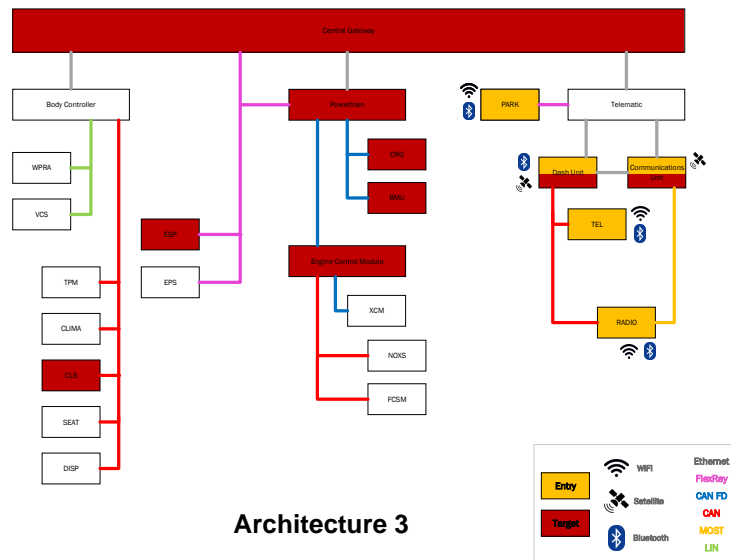 Central Gateway
Body Controller
Powertrain
PARK
Telematic
WPRA
CRS
Dash Unit
Communications
Unit
VCS
BMU
TEL
ESP
EPS
Engine Control Module
TPM
XCM
RADIO
CLIMA
NOXS
CLS
FCSM
SEAT
DISP
Architecture 3
Entry
Target
WiFi
Satellite
Bluetooth
Ethernet
FlexRay
CAN FD
CAN
MOST
LIN